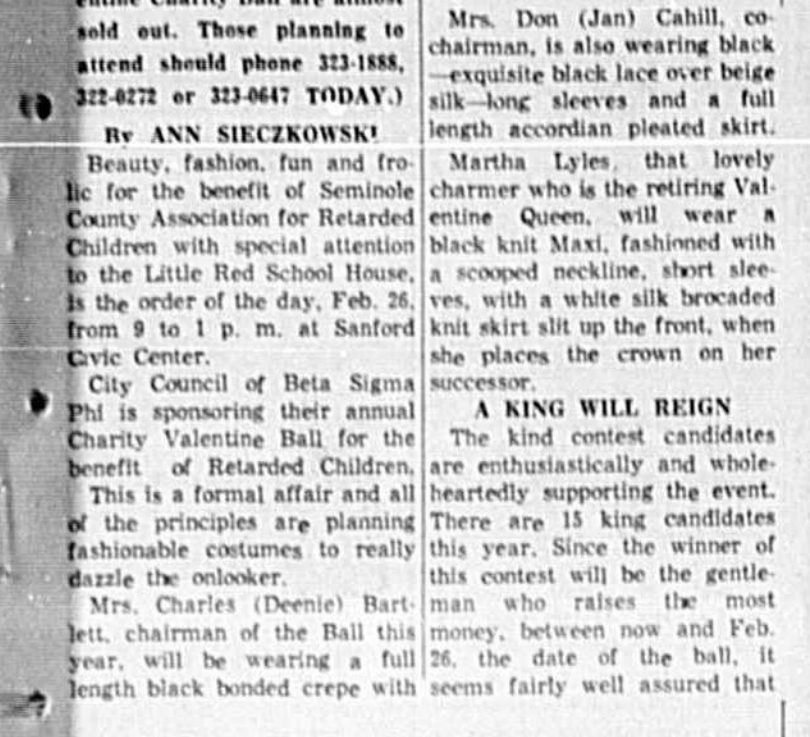 entine Charity Ball are almost
sold out. Those planning to
attend should phone 323-1888,
322-0272 or 323-0647 TODAY.)
By ANN SIECZKOWSKI
Beauty, fashion, fun and fro-
lic for the benefit of Seminole
County Association for Retarded
Children with special attention
to the Little Red School House,
is the order of the day, Feb. 26,
from 9 to 1 p. m. at Sanford
Civic Center.
City Council of Beta Sigma
Phi is sponsoring their annual
Charity Valentine Ball for the
benefit of Retarded Children.
This is a formal affair and all
of the principles are planning
fashionable costumes to really
dazzle the onlooker.
Mrs. Charles (Deenie) Bart-
lett, chairman of the Ball this
year, will be wearing a full
length black bonded crepe with
Mrs. Don (Jan) Cahill, co-
chairman, is also wearing black
—exquisite black lace over beige
silk—long sleeves and a full
length accordian pleated skirt.
Martha Lyles, that lovely
charmer who is the retiring Val-
entine Queen, will wear a
black knit Maxi, fashioned with
a scooped neckline, short slee-
ves, with a white silk brocaded
knit skirt slit up the front, when
she places the crown on her
successor.
A KING WILL REIGN
The kind contest candidates
are enthusiastically and whole-
heartedly supporting the event.
There are 15 king candidates
this year. Since the winner of
this contest will be the gentle-
man who raises the most
money, between now and Feb.
26, the date of the ball, it
seems fairly well assured that